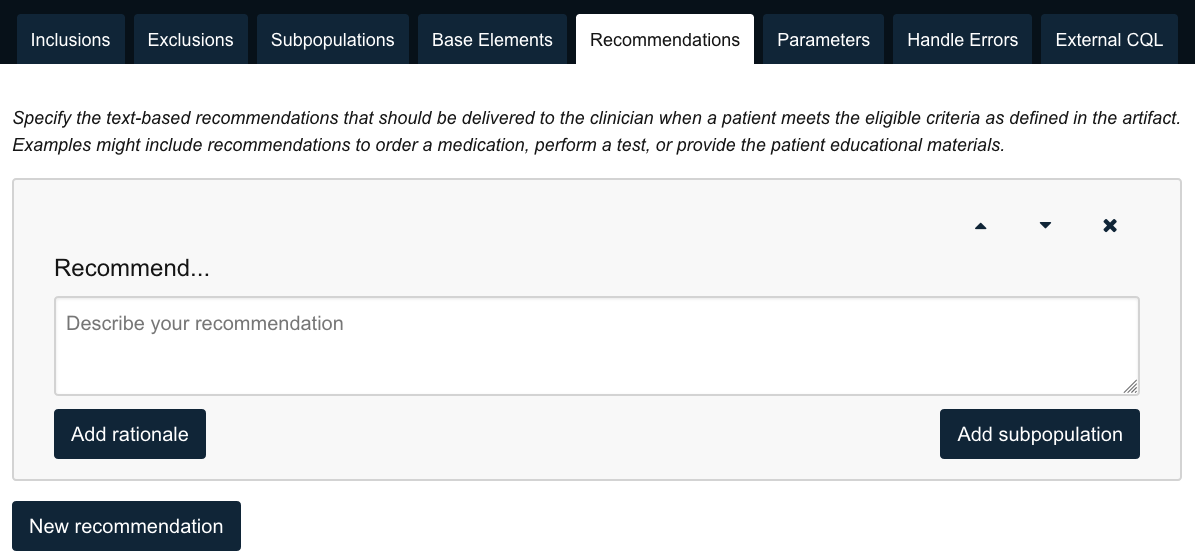 Inclusions Exclusions Subpopulations Base Elements Recommendations Parameters Handle Errors External CQL
Specify the text-based recommendations that should be delivered to the clinician when a patient meets the eligible criteria as defined in the artifact.
Examples might include recommendations to order a medication, perform a test, or provide the patient educational materials.
Recommend...
Describe your recommendation
Add rationale Add subpopulation
New recommendation